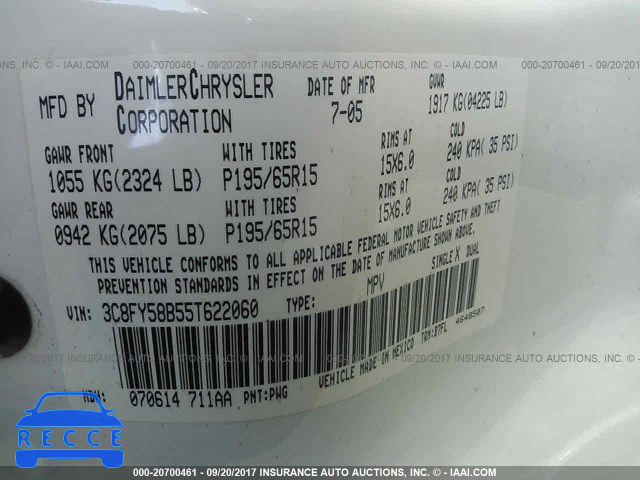 000-20700461 - 09/20/2017 INSURANCE AUTO AUCTIONS, INC. - © IAAI.COM
MFD BY DAIMLERCHRYSLER CORPORATION
DATE OF MFR 7-05
GVWR 1917 KG(04225 LB)
GAWR FRONT WITH TIRES RIMS AT COLD
1055 KG(2324 LB) P195/65R15 15X6.0 240 KPA( 35 PSI)
GAWR REAR WITH TIRES RIMS AT COLD
0942 KG(2075 LB) P195/65R15 15X6.0 240 KPA( 35 PSI)
THIS VEHICLE CONFORMS TO ALL APPLICABLE FEDERAL MOTOR VEHICLE SAFETY AND THEFT
PREVENTION STANDARDS IN EFFECT ON THE DATE OF MANUFACTURE SHOWN ABOVE.
VIN: 3C8FY58B55T622060 TYPE: MPV SINGLE X DUAL
4648507
MDH: 070614 711AA PNT:PWG VEHICLE MADE IN MEXICO TRM:D7FL
RECCE
000-20700461 - 09/20/2017 INSURANCE AUTO AUCTIONS, INC. - © IAAI.COM